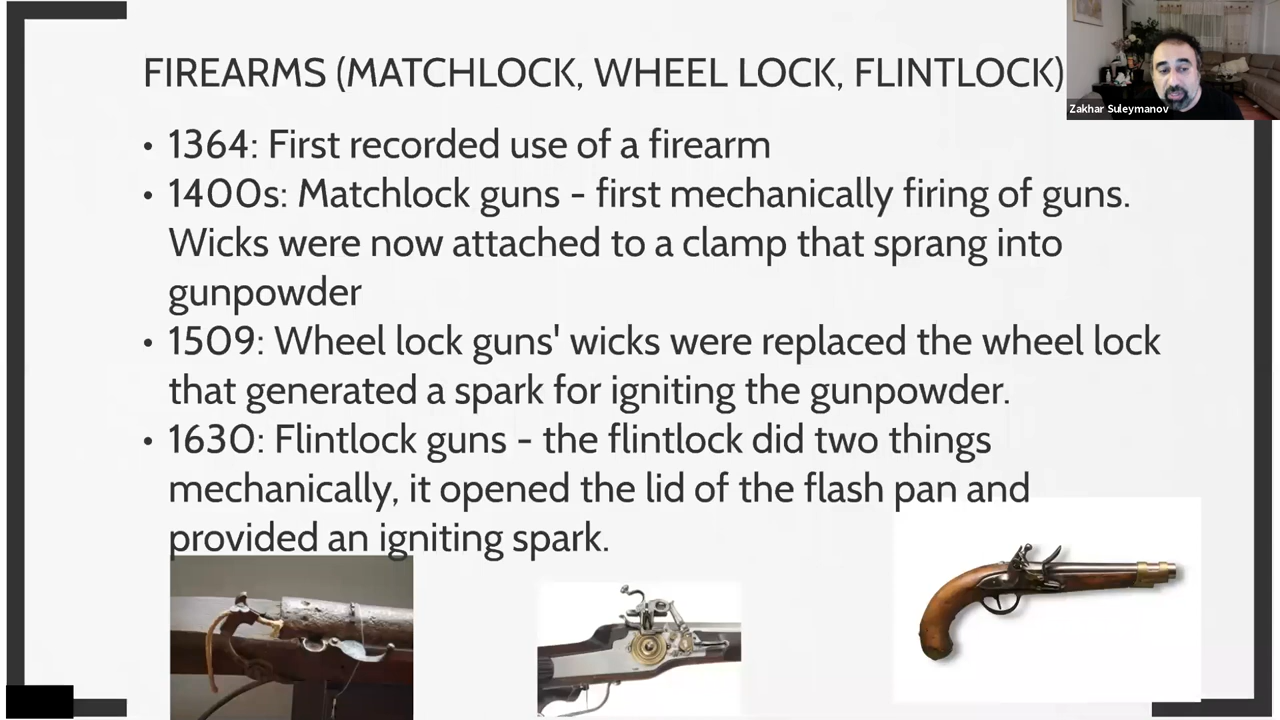 FIREARMS (MATCHLOCK, WHEEL LOCK, FLINTLOCK)
Zakhar Suleymanov
• 1364: First recorded use of a firearm
• 1400s: Matchlock guns - first mechanically firing of guns.
Wicks were now attached to a clamp that sprang into
gunpowder
• 1509: Wheel lock guns' wicks were replaced the wheel lock
that generated a spark for igniting the gunpowder.
• 1630: Flintlock guns - the flintlock did two things
mechanically, it opened the lid of the flash pan and
provided an igniting spark.